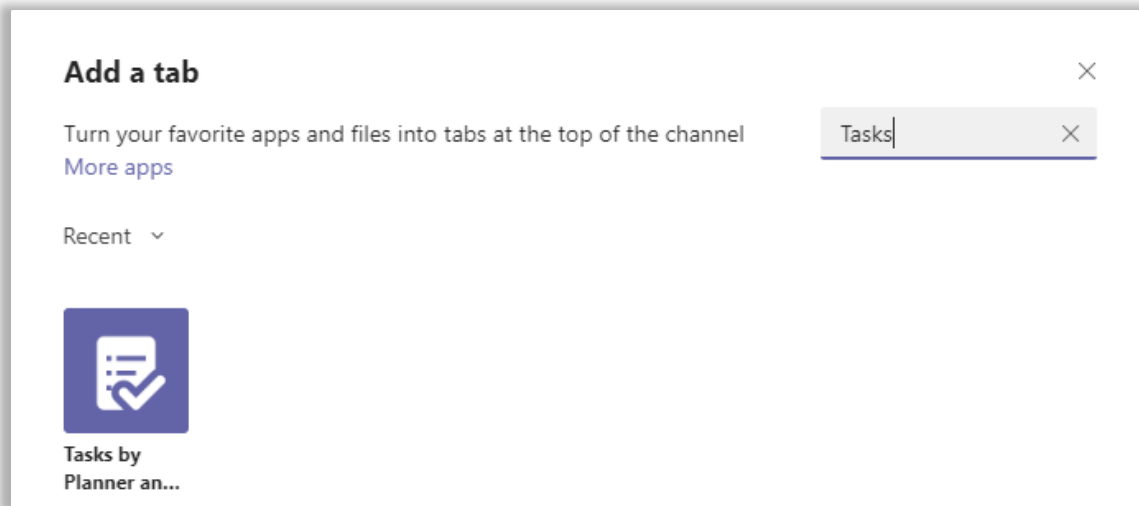 Add a tab
Turn your favorite apps and files into tabs at the top of the channel
More apps
Tasks
Recent
Tasks by
Planner an...